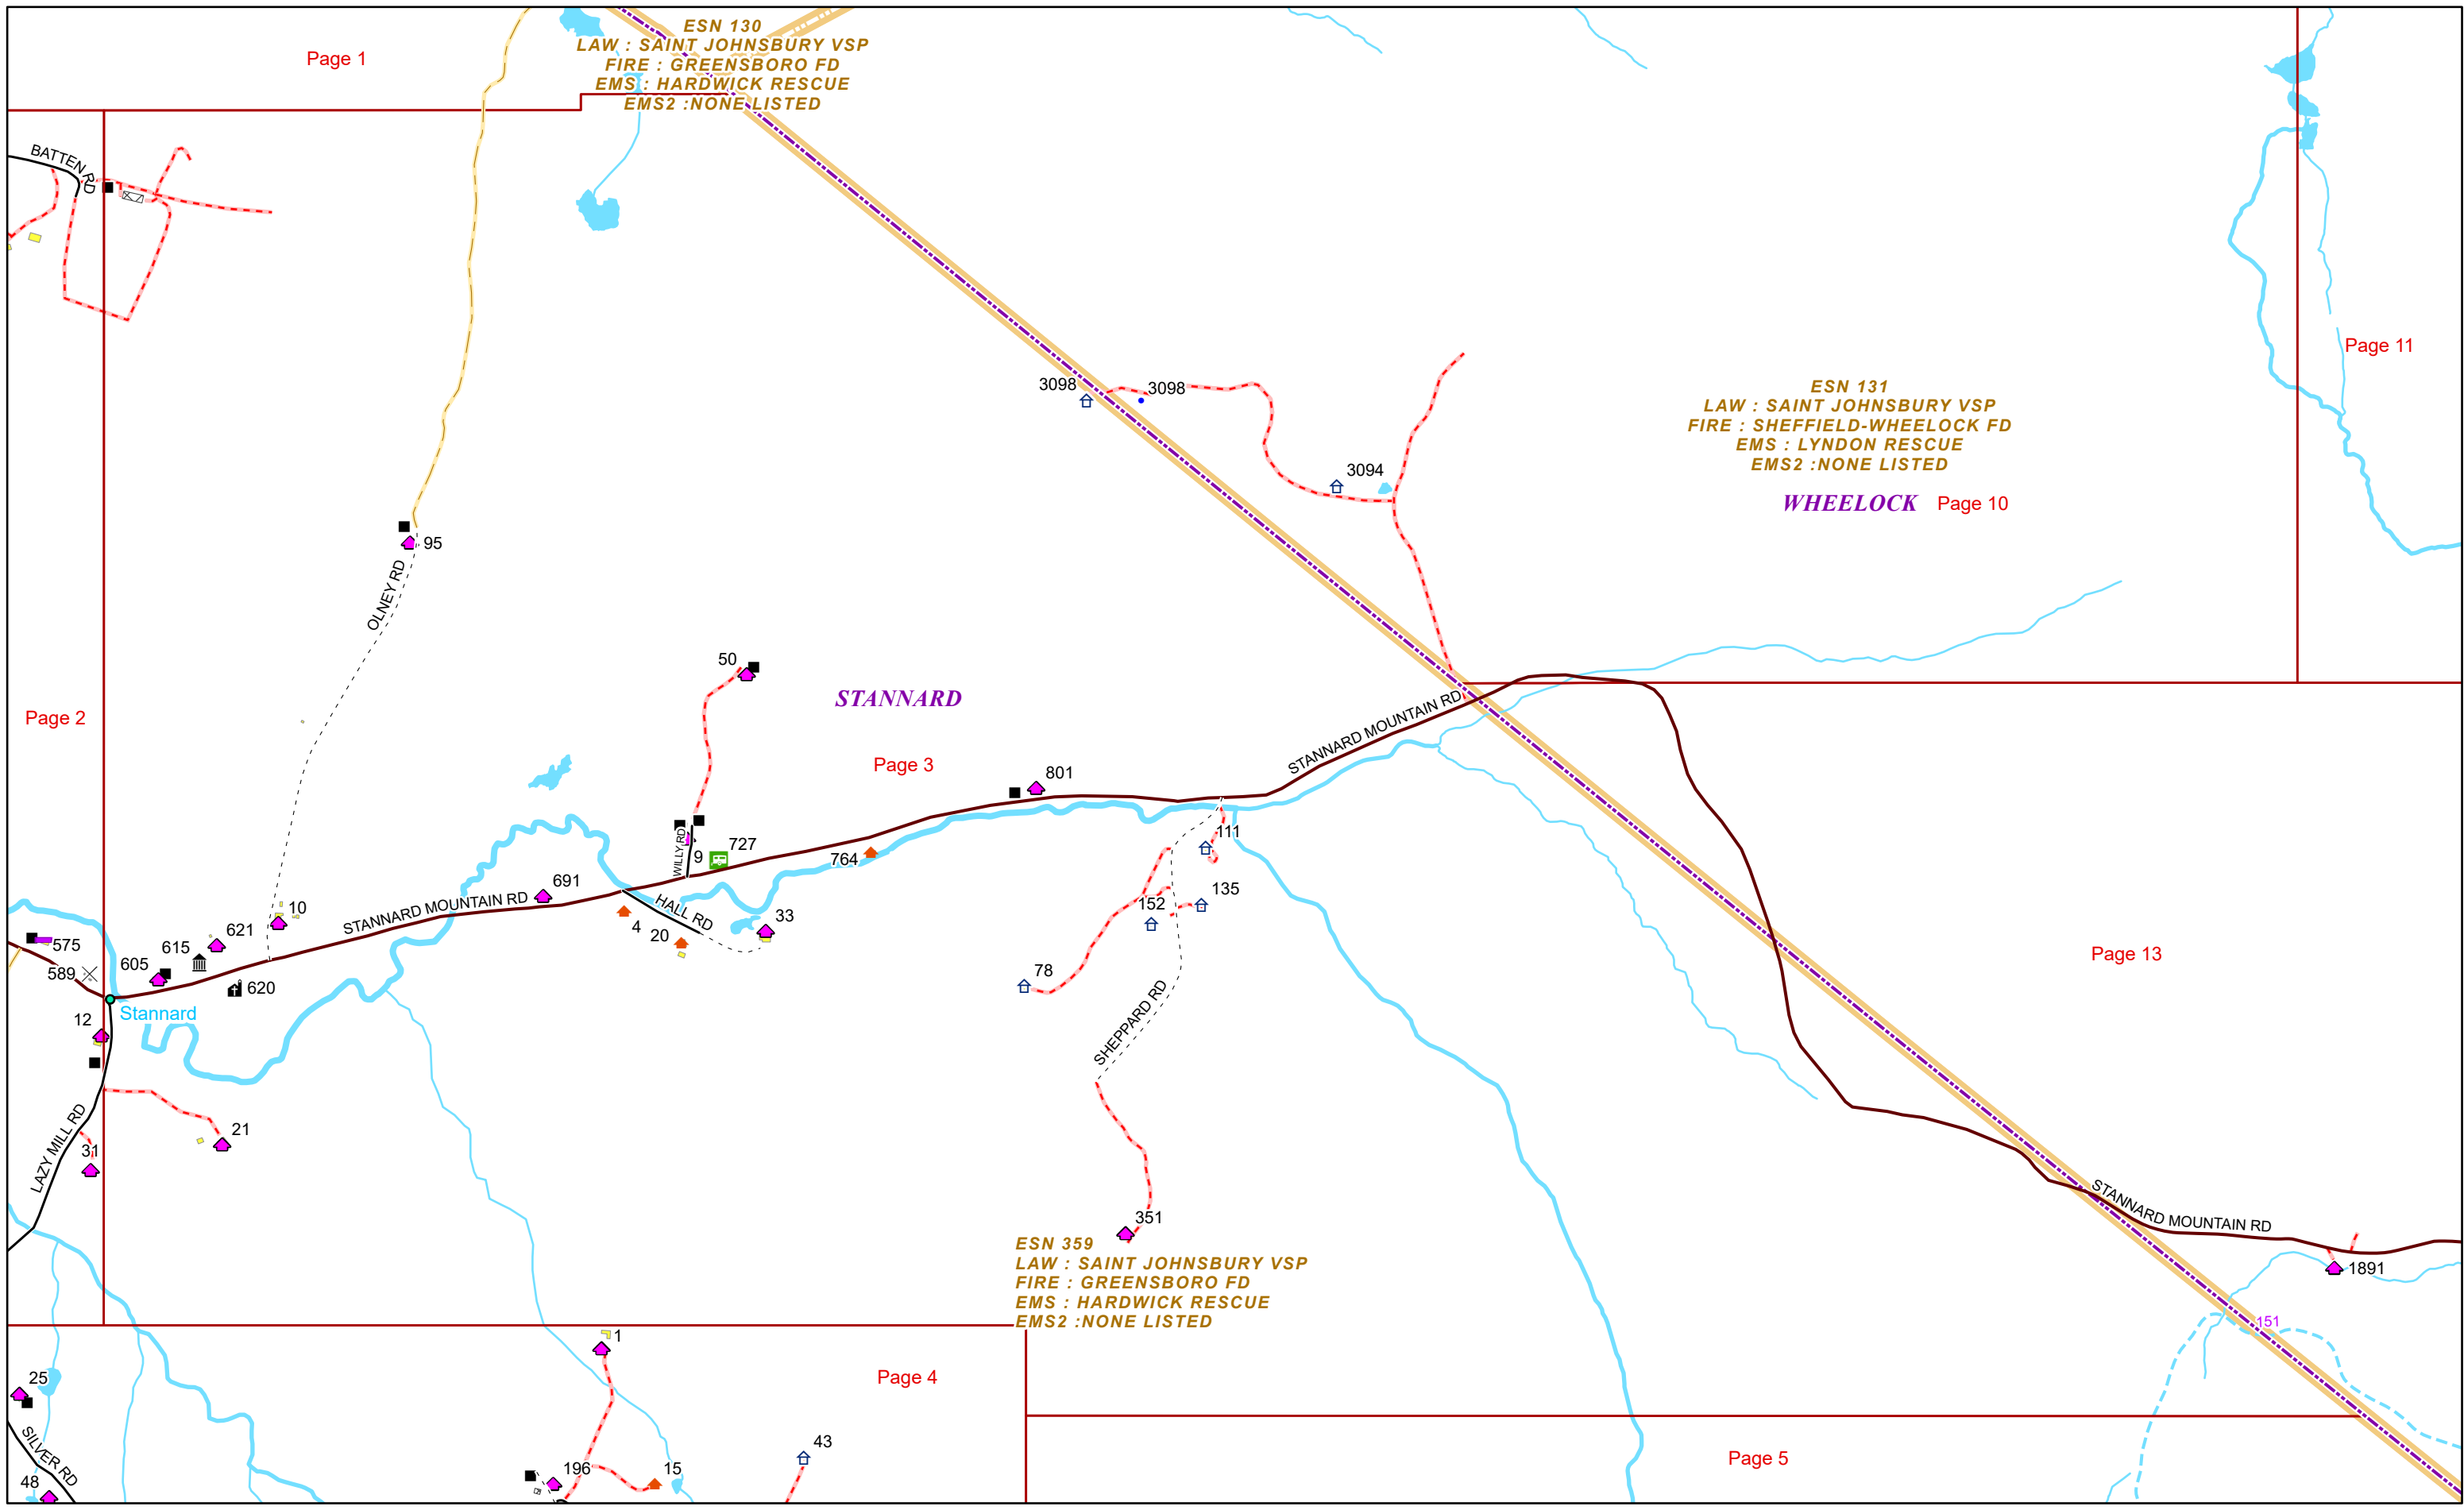 ESN 130
LAW : SAINT JOHNSBURY VSP
FIRE : GREENSBORO FD
EMS : HARDWICK RESCUE
EMS2 :NONE LISTED
Page 1
BATTEN RD
Page 11
3098
3098
ESN 131
LAW : SAINT JOHNSBURY VSP
FIRE : SHEFFIELD-WHEELOCK FD
EMS : LYNDON RESCUE
EMS2 :NONE LISTED
3094
WHEELOCK
Page 10
95
OLNEY RD
50
STANNARD
Page 2
STANNARD MOUNTAIN RD
Page 3
801
111
WILLY RD
9
727
764
691
135
152
10
STANNARD MOUNTAIN RD
HALL RD
33
4
20
621
615
575
605
589
620
78
Page 13
Stannard
12
SHEPPARD RD
21
31
LAZY MILL RD
351
STANNARD MOUNTAIN RD
ESN 359
LAW : SAINT JOHNSBURY VSP
FIRE : GREENSBORO FD
EMS : HARDWICK RESCUE
EMS2 :NONE LISTED
1891
151
1
25
Page 4
43
SILVER RD
196
15
Page 5
48